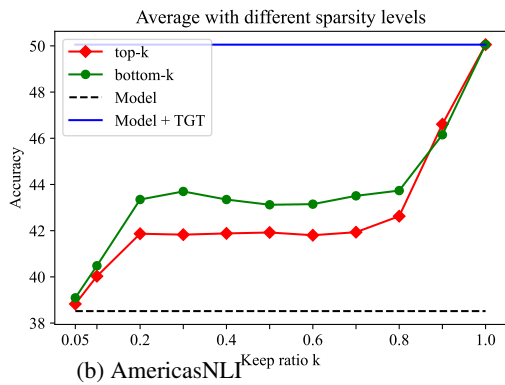 Average with different sparsity levels
top-k
bottom-k
Model
Model + TGT
Accuracy
50
48
46
44
42
40
38
0.05 0.2 0.4 0.6 0.8 1.0
Keep ratio k
(b) AmericasNLI